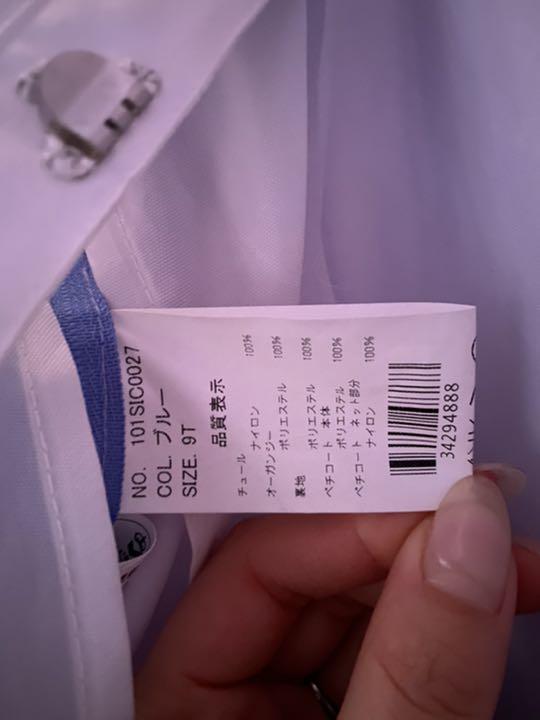 NO. 101SIC0027
COL. ブルー
SIZE. 9T
品質表示
チュール
ナイロン 100%
オーガンジー
ポリエステル 100%
裏地 ポリエステル 100%
ペチコート 本体
ポリエステル 100%
ペチコート ネット部分
ナイロン 100%
34294888